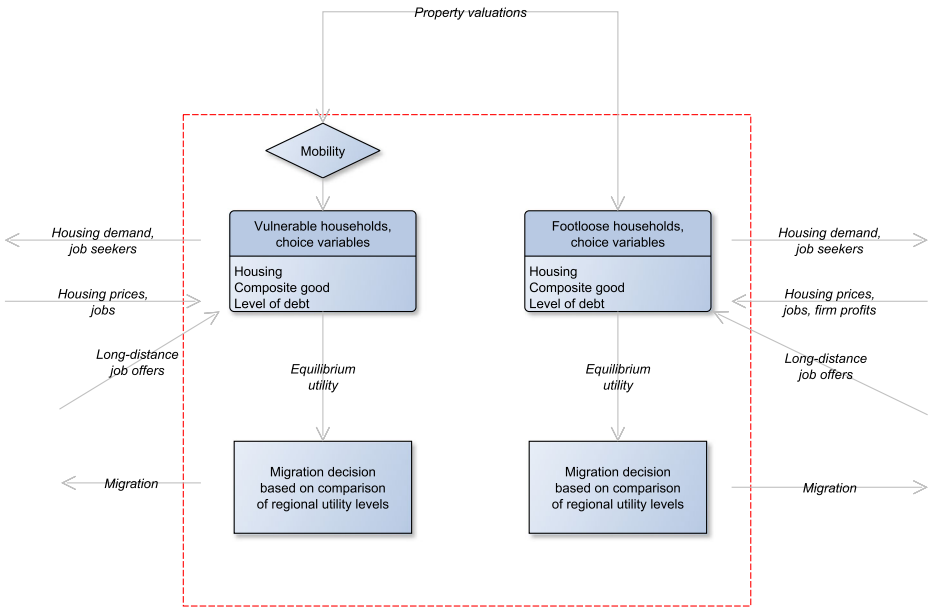 Property valuations
Mobility
Vulnerable households,
choice variables
Housing
Composite good
Level of debt
Footloose households,
choice variables
Housing
Composite good
Level of debt
Housing demand,
job seekers
Housing prices,
jobs
Long-distance
job offers
Housing demand,
job seekers
Housing prices,
jobs, firm profits
Long-distance
job offers
Equilibrium
utility
Equilibrium
utility
Migration
Migration decision
based on comparison
of regional utility levels
Migration decision
based on comparison
of regional utility levels
Migration